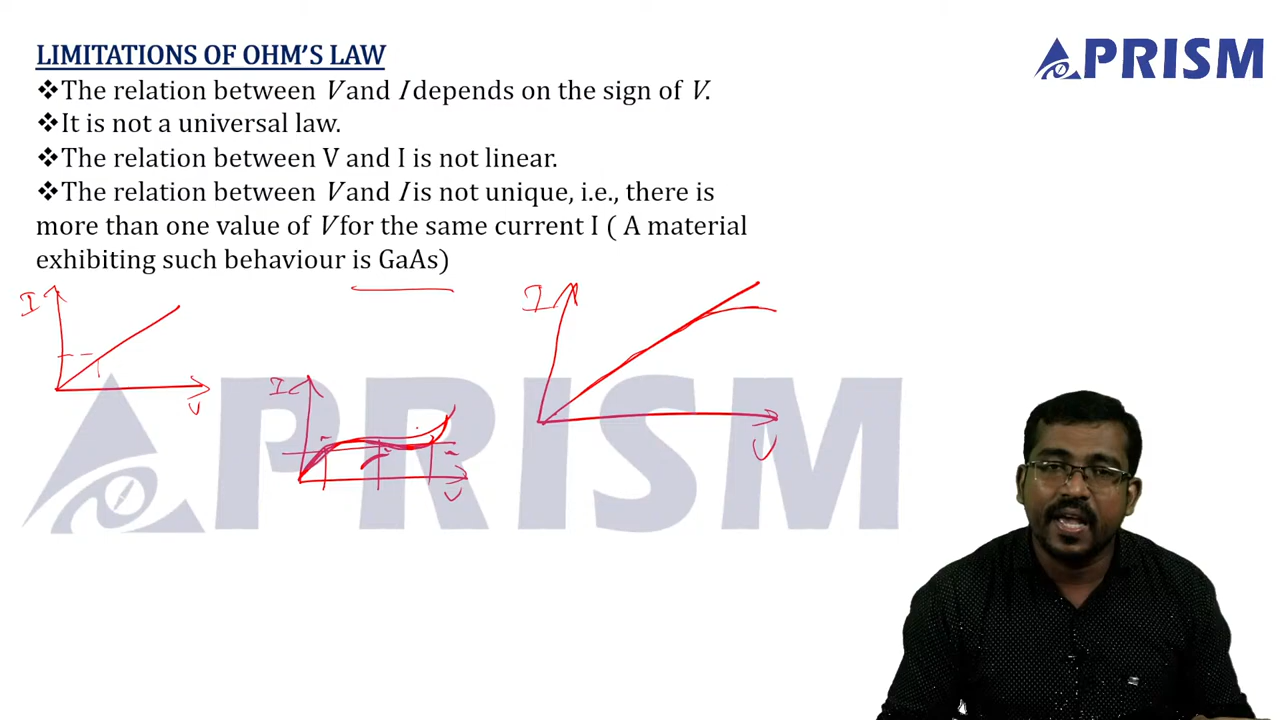 LIMITATIONS OF OHM'S LAW
PRISM
❖The relation between V and I depends on the sign of V.
❖It is not a universal law.
❖The relation between V and I is not linear.
❖The relation between V and I is not unique, i.e., there is
more than one value of V for the same current I ( A material
exhibiting such behaviour is GaAs)
I
V
I
V
I
V
PRISM